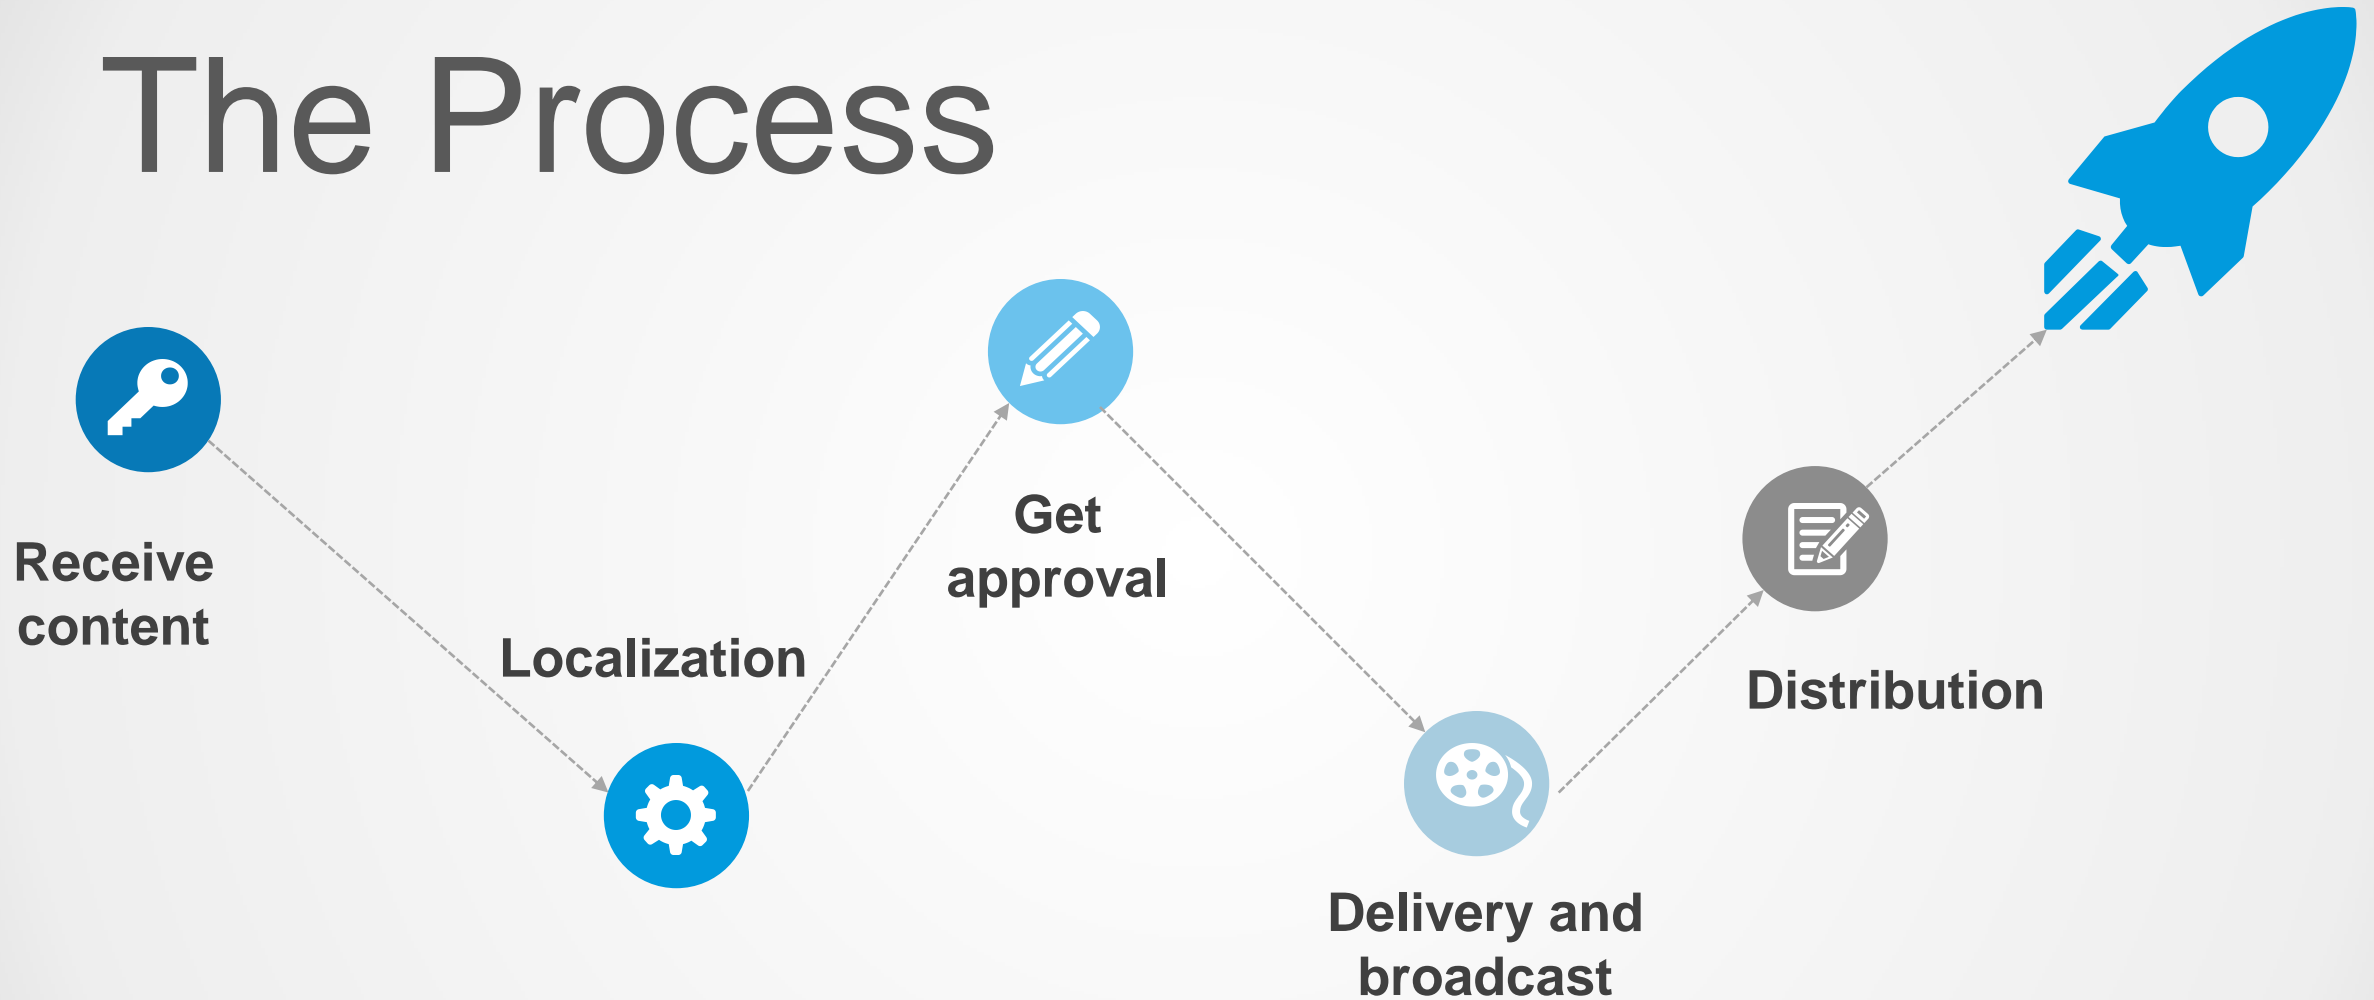 The Process
Receive
content
Localization
Get
approval
Delivery and
broadcast
Distribution